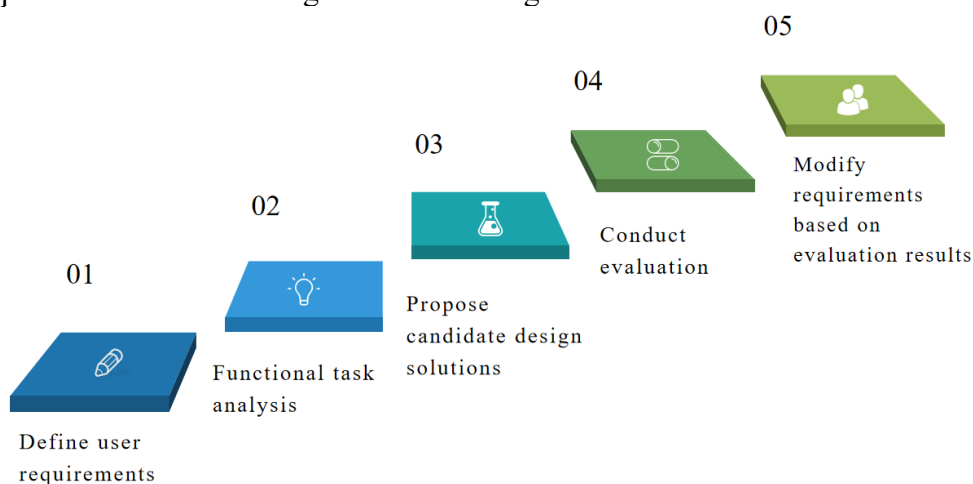 01
Define user
requirements
02
Functional task
analysis
03
Propose
candidate design
solutions
04
Conduct
evaluation
05
Modify
requirements
based on
evaluation results